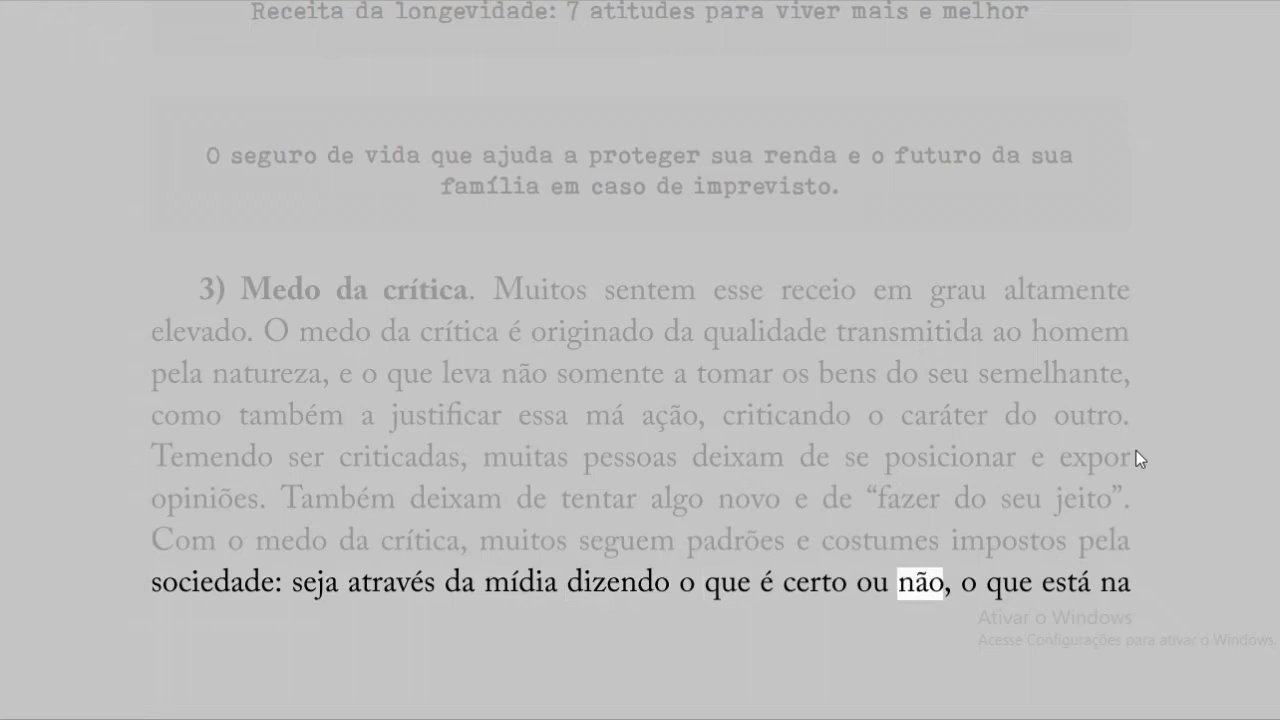 Receita da longevidade: 7 atitudes para viver mais e melhor
O seguro de vida que ajuda a proteger sua renda e o futuro da sua
família em caso de imprevisto.
3) Medo da crítica. Muitos sentem esse receio em grau altamente
elevado. O medo da crítica é originado da qualidade transmitida ao homem
pela natureza, e o que leva não somente a tomar os bens do seu semelhante,
como também a justificar essa má ação, criticando o caráter do outro.
Temendo ser criticadas, muitas pessoas deixam de se posicionar e expor
opiniões. Também deixam de tentar algo novo e de “fazer do seu jeito”.
Com o medo da crítica, muitos seguem padrões e costumes impostos pela
sociedade: seja através da mídia dizendo o que é certo ou não, o que está na
Ativar o Windows
Acesse Configurações para ativar o Windows.